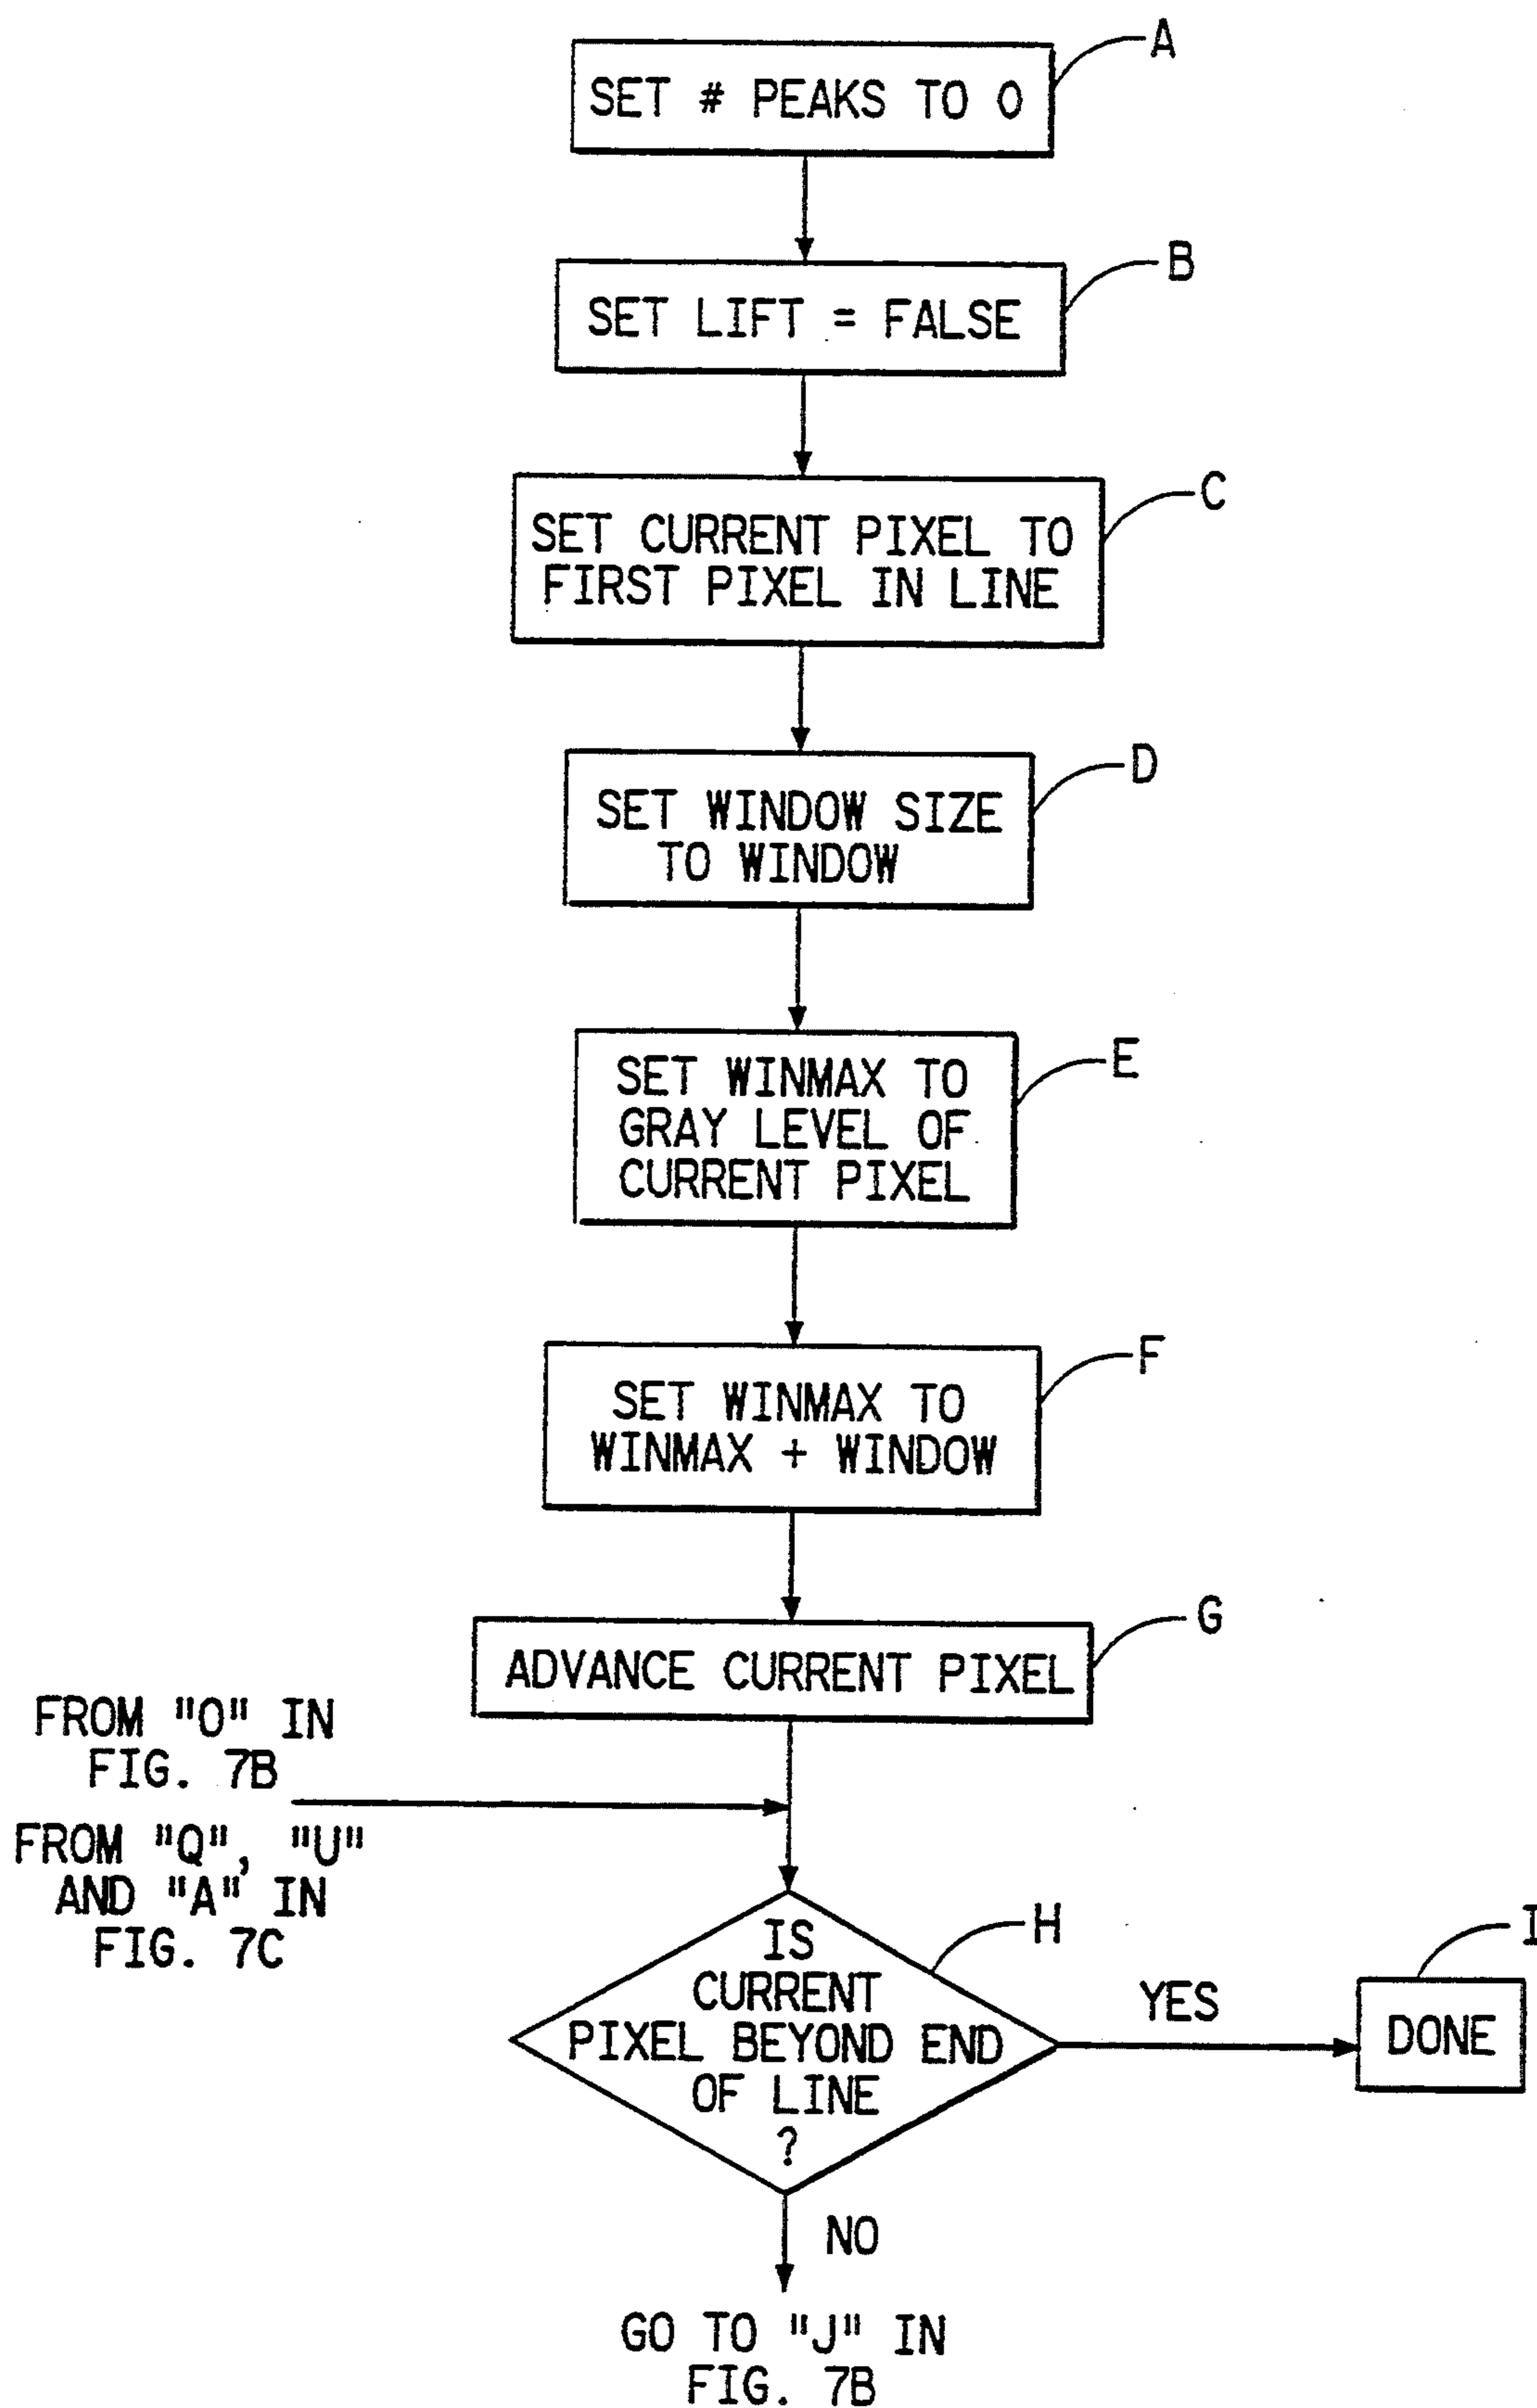 A
SET # PEAKS TO 0
B
SET LIFT = FALSE
C
SET CURRENT PIXEL TO
FIRST PIXEL IN LINE
D
SET WINDOW SIZE
TO WINDOW
E
SET WINMAX TO
GRAY LEVEL OF
CURRENT PIXEL
F
SET WINMAX TO
WINMAX + WINDOW
G
ADVANCE CURRENT PIXEL
FROM "O" IN
FIG. 7B
FROM "Q", "U"
AND "A" IN
FIG. 7C
H
IS
CURRENT
PIXEL BEYOND END
OF LINE
?
YES
I
DONE
NO
GO TO "J" IN
FIG. 7B